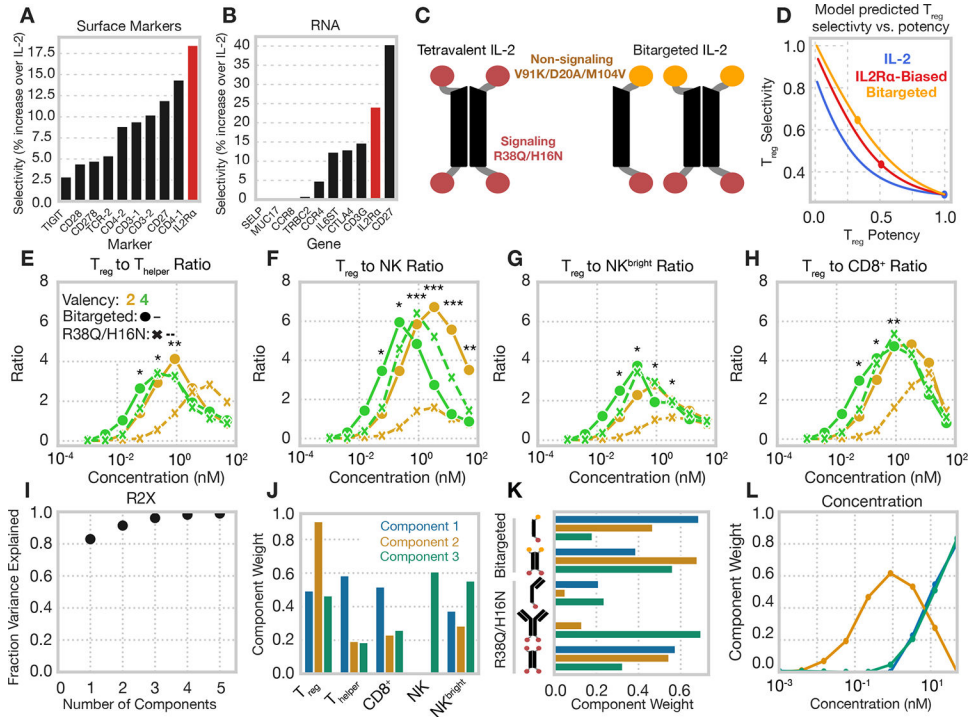 A
Surface Markers
Selectivity (% increase over IL-2)
17.5
15.0
12.5
10.0
7.5
5.0
2.5
0.0
TIGIT
CD28
CD278
TCR-2
CD4-2
CD3-1
CD3-2
CD27
CD4-1
IL2Rα
Marker
B
RNA
Selectivity (% increase over IL-2)
40
35
30
25
20
15
10
5
0
SELP
MUC17
CCR8
TRBC2
CCR4
IL6ST
CTLA4
CD3G
IL2Rα
CD27
Gene
C
Tetravalent IL-2
Non-signaling
V91K/D20A/M104V
Bitargeted IL-2
Signaling
R38Q/H16N
D
Model predicted Treg
selectivty vs. potency
Treg Selectivity
1.0
0.8
0.6
0.4
IL-2
IL2Rα-Biased
Bitargeted
0.0
0.5
1.0
Treg Potency
E
Treg to Thelper Ratio
Valency: 2 4
Bitargeted: ● –
R38Q/H16N: ✖ --
Ratio
8
6
4
2
0
*
*
**
10⁻⁴
10⁻²
10⁰
10²
Concentration (nM)
F
Treg to NK Ratio
Ratio
8
6
4
2
0
*
*
***
***
***
**
10⁻⁴
10⁻²
10⁰
10²
Concentration (nM)
G
Treg to NKbright Ratio
Ratio
8
6
4
2
0
*
*
*
*
10⁻⁴
10⁻²
10⁰
10²
Concentration (nM)
H
Treg to CD8⁺ Ratio
Ratio
8
6
4
2
0
*
*
**
10⁻⁴
10⁻²
10⁰
10²
Concentration (nM)
I
R2X
Fraction Variance Explained
1.0
0.8
0.6
0.4
0.2
0.0
0 1 2 3 4 5
Number of Components
J
Component Weight
1.0
0.8
0.6
0.4
0.2
0.0
Component 1
Component 2
Component 3
Treg
Thelper
CD8⁺
NK
NKbright
K
Bitargeted
R38Q/H16N
0.0 0.2 0.4 0.6
Component Weight
L
Concentration
Component Weight
1.0
0.8
0.6
0.4
0.2
0.0
10⁻³
10⁻¹
10¹
Concentration (nM)